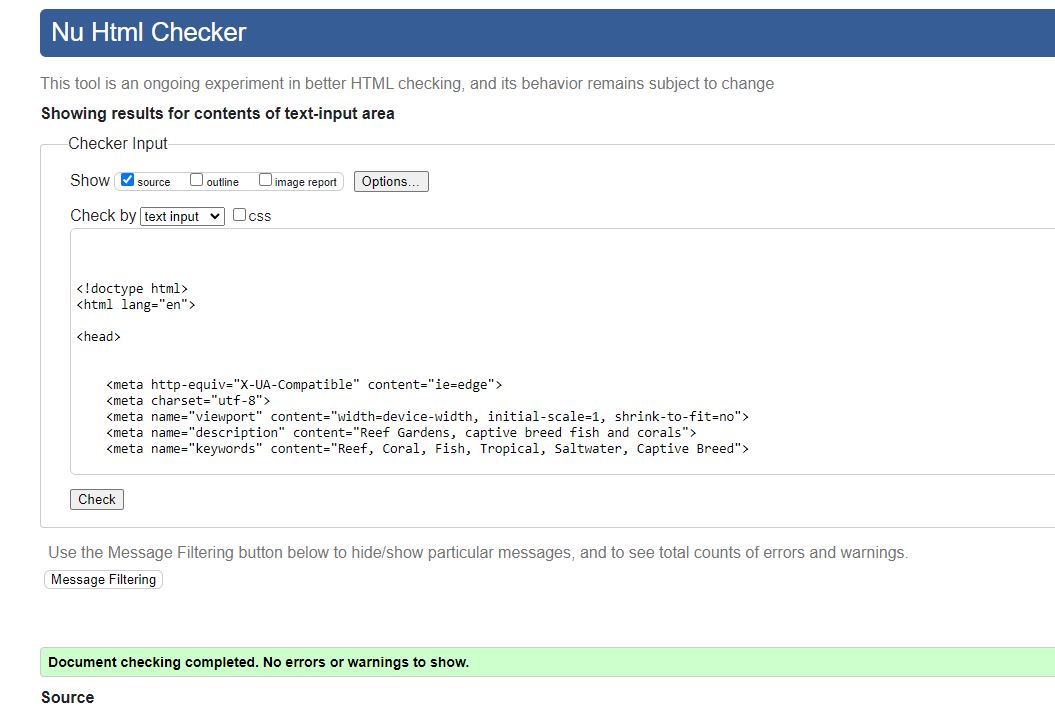 Nu Html Checker
This tool is an ongoing experiment in better HTML checking, and its behavior remains subject to change
Showing results for contents of text-input area
Checker Input
Show source outline image report Options...
Check by text input css
<!doctype html>
<html lang="en">
<head>
<meta http-equiv="X-UA-Compatible" content="ie=edge">
<meta charset="utf-8">
<meta name="viewport" content="width=device-width, initial-scale=1, shrink-to-fit=no">
<meta name="description" content="Reef Gardens, captive breed fish and corals">
<meta name="keywords" content="Reef, Coral, Fish, Tropical, Saltwater, Captive Breed">
Check
Use the Message Filtering button below to hide/show particular messages, and to see total counts of errors and warnings.
Message Filtering
Document checking completed. No errors or warnings to show.
Source